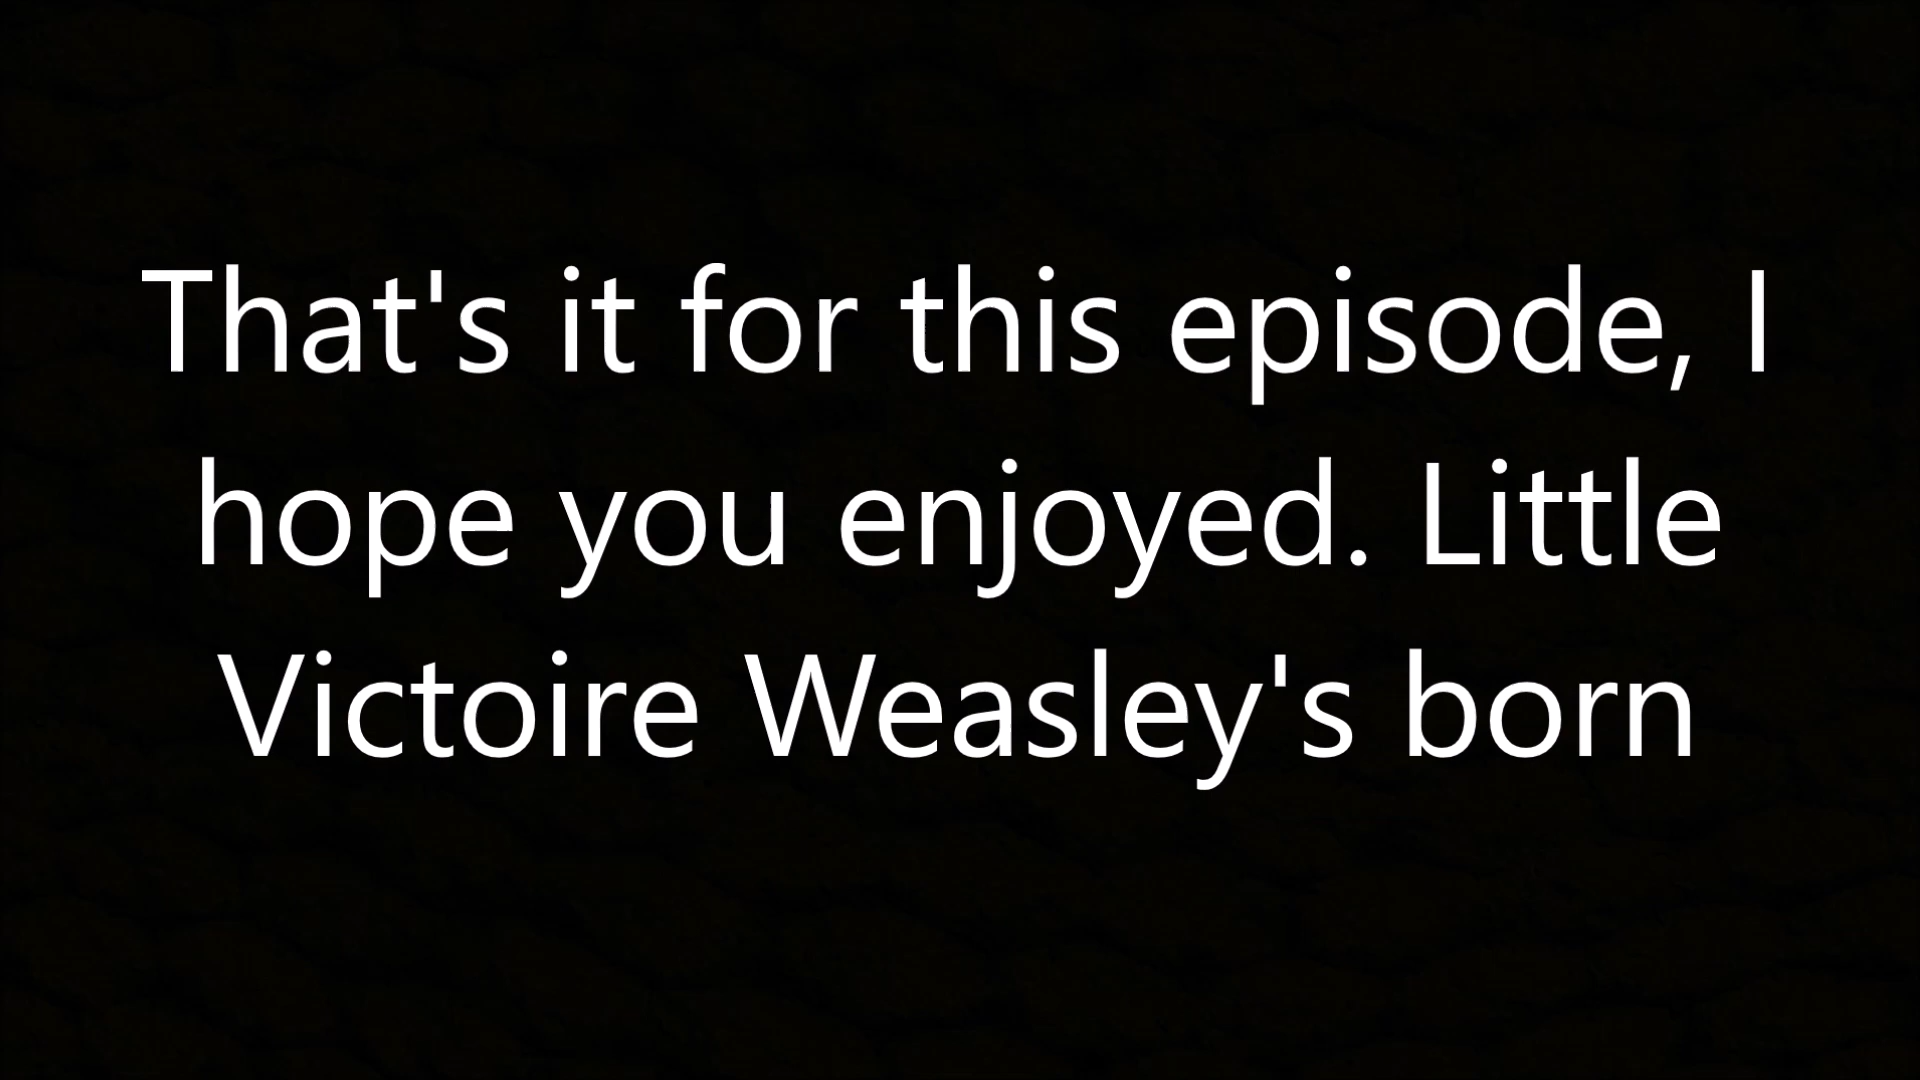 That's it for this episode, I
hope you enjoyed. Little
Victoire Weasley's born